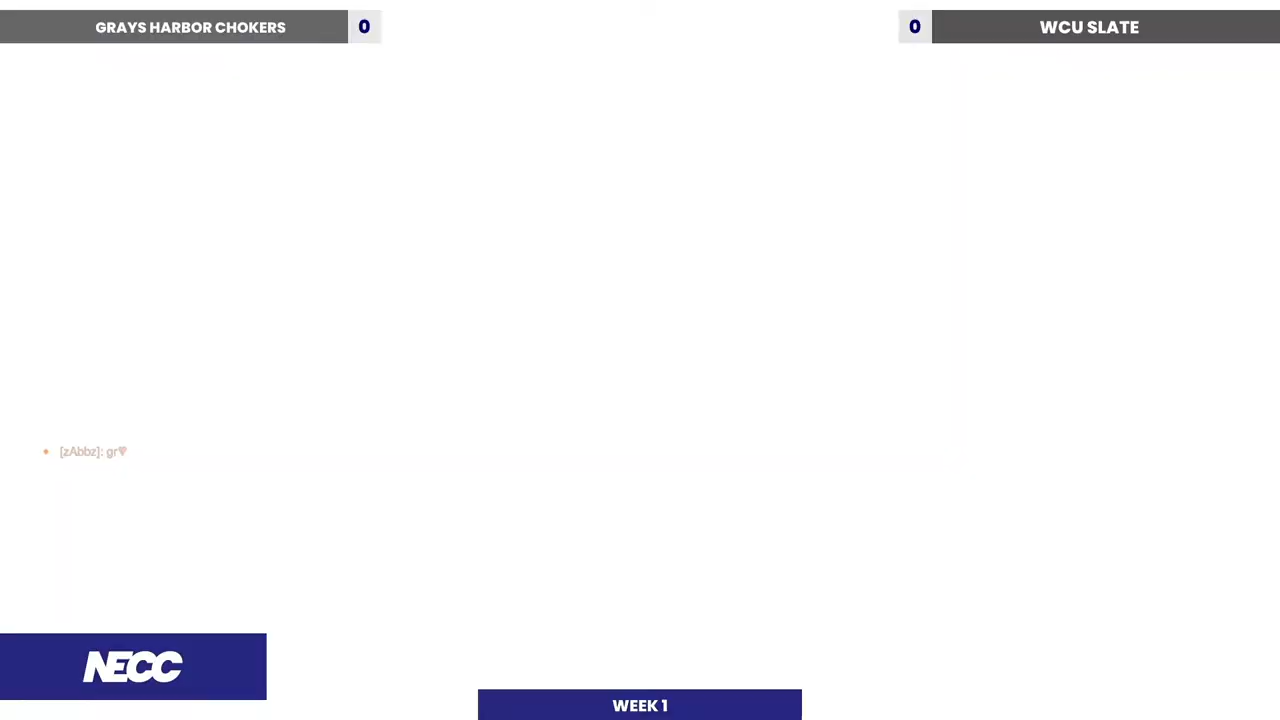 GRAYS HARBOR CHOKERS 0
0 WCU SLATE
[zAbbz]: gr♥
NECC
WEEK 1